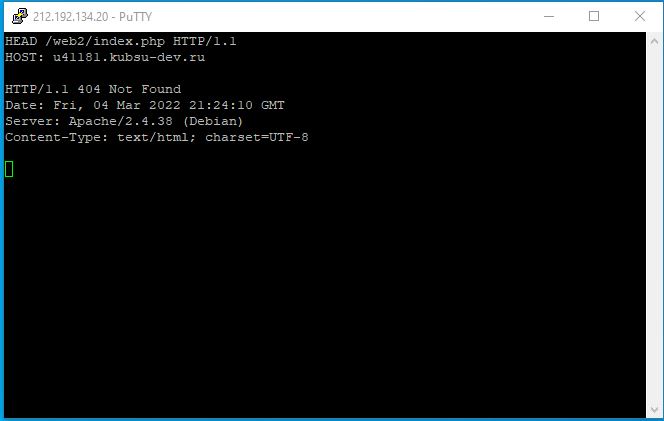 212.192.134.20 - PuTTY
HEAD /web2/index.php HTTP/1.1
HOST: u41181.kubsu-dev.ru
HTTP/1.1 404 Not Found
Date: Fri, 04 Mar 2022 21:24:10 GMT
Server: Apache/2.4.38 (Debian)
Content-Type: text/html; charset=UTF-8